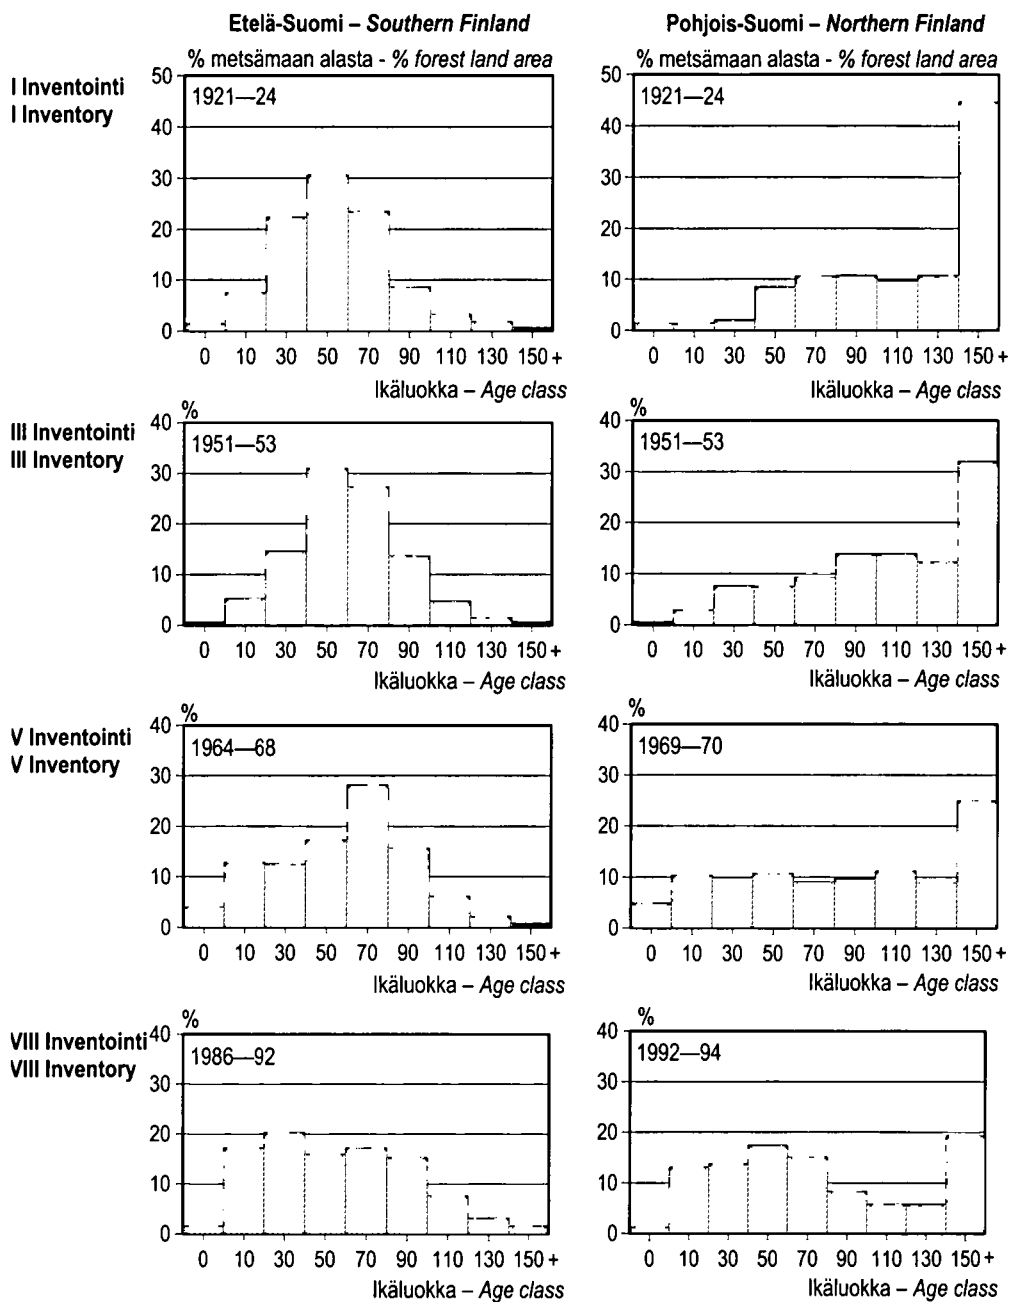 Etelä-Suomi – Southern Finland
Pohjois-Suomi – Northern Finland
% metsämaan alasta - % forest land area
% metsämaan alasta - % forest land area
I Inventointi
I Inventory
50
40
30
20
10
0
1921—24
0 10 30 50 70 90 110 130 150 +
Ikäluokka – Age class
50
40
30
20
10
0
1921—24
0 10 30 50 70 90 110 130 150 +
Ikäluokka – Age class
III Inventointi
III Inventory
%
40
30
20
10
0
1951—53
0 10 30 50 70 90 110 130 150 +
Ikäluokka – Age class
%
40
30
20
10
0
1951—53
0 10 30 50 70 90 110 130 150 +
Ikäluokka – Age class
V Inventointi
V Inventory
%
40
30
20
10
0
1964—68
0 10 30 50 70 90 110 130 150 +
Ikäluokka – Age class
%
40
30
20
10
0
1969—70
0 10 30 50 70 90 110 130 150 +
Ikäluokka – Age class
VIII Inventointi
VIII Inventory
%
40
30
20
10
0
1986—92
0 10 30 50 70 90 110 130 150 +
Ikäluokka – Age class
%
40
30
20
10
0
1992—94
0 10 30 50 70 90 110 130 150 +
Ikäluokka – Age class